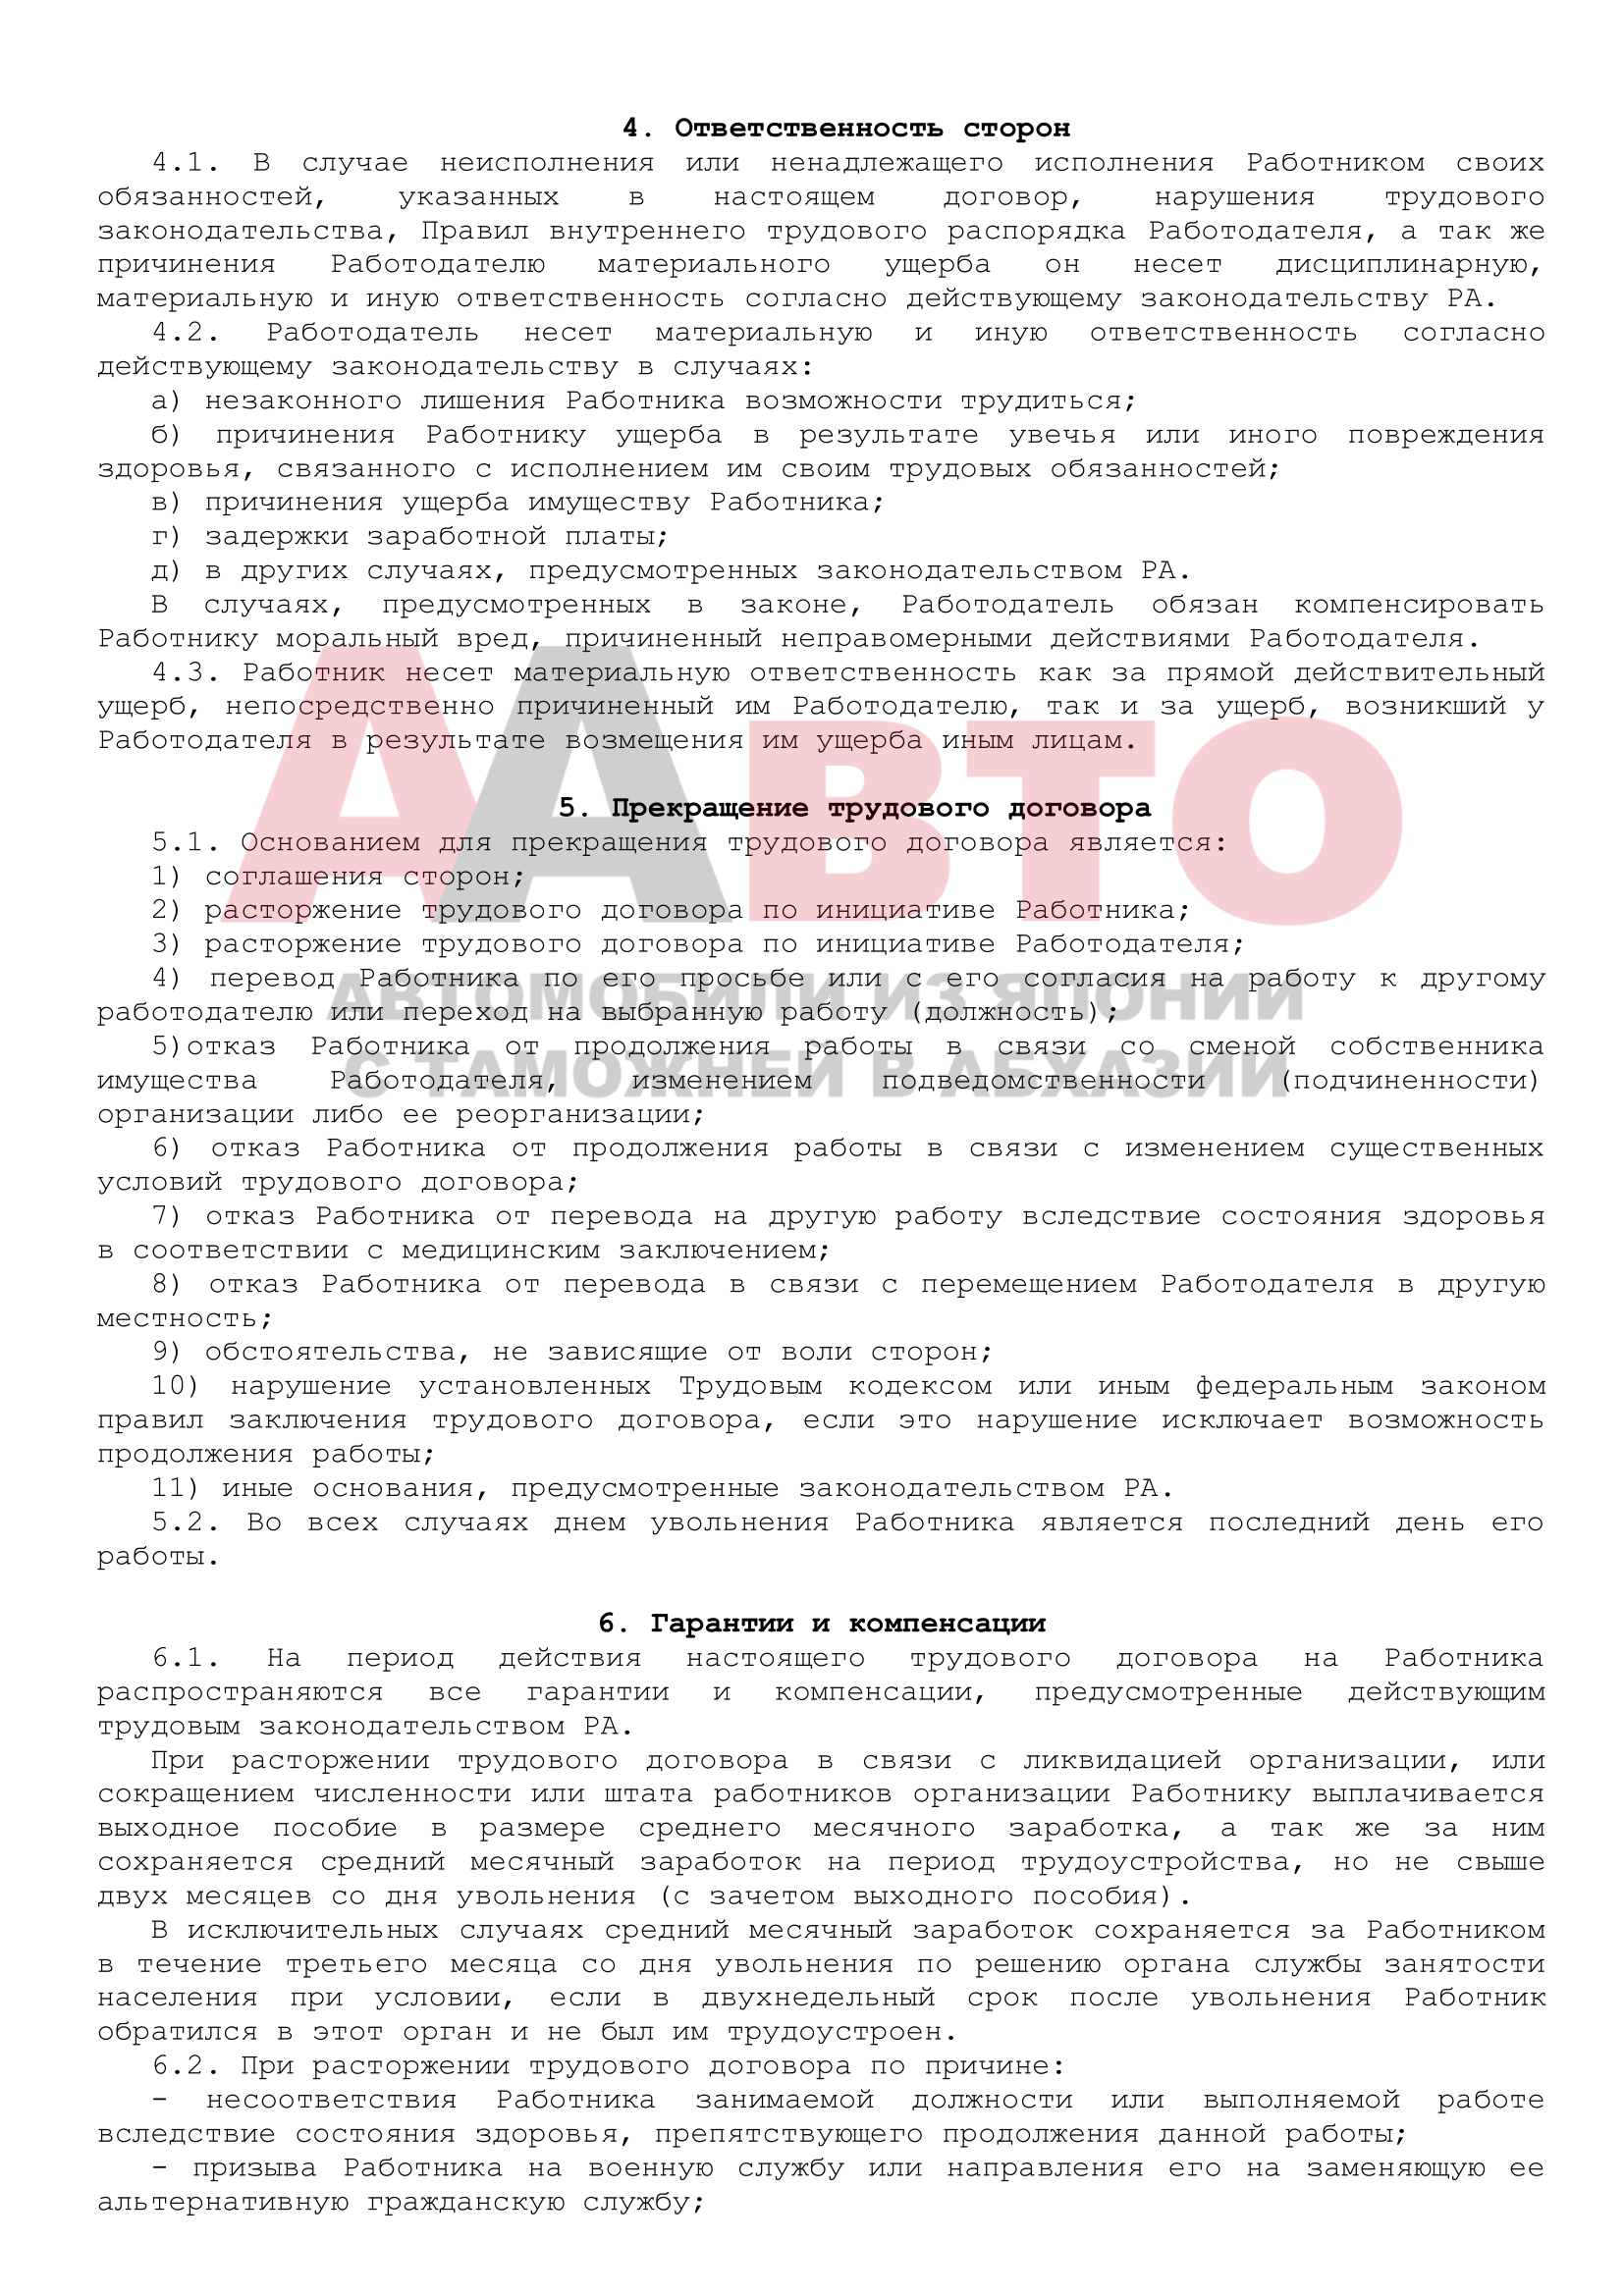 4. Ответственность сторон
4.1. В случае неисполнения или ненадлежащего исполнения Работником своих
обязанностей, указанных в настоящем договор, нарушения трудового
законодательства, Правил внутреннего трудового распорядка Работодателя, а так же
причинения Работодателю материального ущерба он несет дисциплинарную,
материальную и иную ответственность согласно действующему законодательству РА.
4.2. Работодатель несет материальную и иную ответственность согласно
действующему законодательству в случаях:
а) незаконного лишения Работника возможности трудиться;
б) причинения Работнику ущерба в результате увечья или иного повреждения
здоровья, связанного с исполнением им своим трудовых обязанностей;
в) причинения ущерба имуществу Работника;
г) задержки заработной платы;
д) в других случаях, предусмотренных законодательством РА.
В случаях, предусмотренных в законе, Работодатель обязан компенсировать
Работнику моральный вред, причиненный неправомерными действиями Работодателя.
4.3. Работник несет материальную ответственность как за прямой действительный
ущерб, непосредственно причиненный им Работодателю, так и за ущерб, возникший у
Работодателя в результате возмещения им ущерба иным лицам.
ААВТО
5. Прекращение трудового договора
5.1. Основанием для прекращения трудового договора является:
1) соглашения сторон;
2) расторжение трудового договора по инициативе Работника;
3) расторжение трудового договора по инициативе Работодателя;
4) перевод Работника по его просьбе или с его согласия на работу к другому
работодателю или переход на выбранную работу (должность);
АВТОМОБИЛИ ИЗ ЯПОНИИ
5)отказ Работника от продолжения работы в связи со сменой собственника
имущества Работодателя, изменением подведомственности (подчиненности)
С ТАМОЖНЕЙ В АБХАЗИИ
организации либо ее реорганизации;
6) отказ Работника от продолжения работы в связи с изменением существенных
условий трудового договора;
7) отказ Работника от перевода на другую работу вследствие состояния здоровья
в соответствии с медицинским заключением;
8) отказ Работника от перевода в связи с перемещением Работодателя в другую
местность;
9) обстоятельства, не зависящие от воли сторон;
10) нарушение установленных Трудовым кодексом или иным федеральным законом
правил заключения трудового договора, если это нарушение исключает возможность
продолжения работы;
11) иные основания, предусмотренные законодательством РА.
5.2. Во всех случаях днем увольнения Работника является последний день его
работы.
6. Гарантии и компенсации
6.1. На период действия настоящего трудового договора на Работника
распространяются все гарантии и компенсации, предусмотренные действующим
трудовым законодательством РА.
При расторжении трудового договора в связи с ликвидацией организации, или
сокращением численности или штата работников организации Работнику выплачивается
выходное пособие в размере среднего месячного заработка, а так же за ним
сохраняется средний месячный заработок на период трудоустройства, но не свыше
двух месяцев со дня увольнения (с зачетом выходного пособия).
В исключительных случаях средний месячный заработок сохраняется за Работником
в течение третьего месяца со дня увольнения по решению органа службы занятости
населения при условии, если в двухнедельный срок после увольнения Работник
обратился в этот орган и не был им трудоустроен.
6.2. При расторжении трудового договора по причине:
- несоответствия Работника занимаемой должности или выполняемой работе
вследствие состояния здоровья, препятствующего продолжения данной работы;
- призыва Работника на военную службу или направления его на заменяющую ее
альтернативную гражданскую службу;